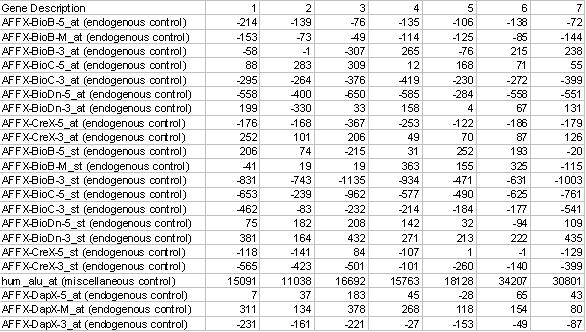 Gene Description 1 2 3 4 5 6 7
AFFX-BioB-5_at (endogenous control) -214 -139 -76 -135 -106 -138 -72
AFFX-BioB-M_at (endogenous control) -153 -73 -49 -114 -125 -85 -144
AFFX-BioB-3_at (endogenous control) -58 -1 -307 265 -76 215 238
AFFX-BioC-5_at (endogenous control) 88 283 309 12 168 71 55
AFFX-BioC-3_at (endogenous control) -295 -264 -376 -419 -230 -272 -399
AFFX-BioDn-5_at (endogenous control) -558 -400 -650 -585 -284 -558 -551
AFFX-BioDn-3_at (endogenous control) 199 -330 33 158 4 67 131
AFFX-CreX-5_at (endogenous control) -176 -168 -367 -253 -122 -186 -179
AFFX-CreX-3_at (endogenous control) 252 101 206 49 70 87 126
AFFX-BioB-5_st (endogenous control) 206 74 -215 31 252 193 -20
AFFX-BioB-M_st (endogenous control) -41 19 19 363 155 325 -115
AFFX-BioB-3_st (endogenous control) -831 -743 -1135 -934 -471 -631 -1003
AFFX-BioC-5_st (endogenous control) -653 -239 -962 -577 -490 -625 -761
AFFX-BioC-3_st (endogenous control) -462 -83 -232 -214 -184 -177 -541
AFFX-BioDn-5_st (endogenous control) 75 182 208 142 32 -94 109
AFFX-BioDn-3_st (endogenous control) 381 164 432 271 213 222 435
AFFX-CreX-5_st (endogenous control) -118 -141 84 -107 1 -1 -129
AFFX-CreX-3_st (endogenous control) -565 -423 -501 -101 -260 -140 -399
hum_alu_at (miscellaneous control) 15091 11038 16692 15763 18128 34207 30801
AFFX-DapX-5_at (endogenous control) 7 37 183 45 -28 65 43
AFFX-DapX-M_at (endogenous control) 311 134 378 268 118 154 80
AFFX-DapX-3_at (endogenous control) -231 -161 -221 -27 -153 -49 -87